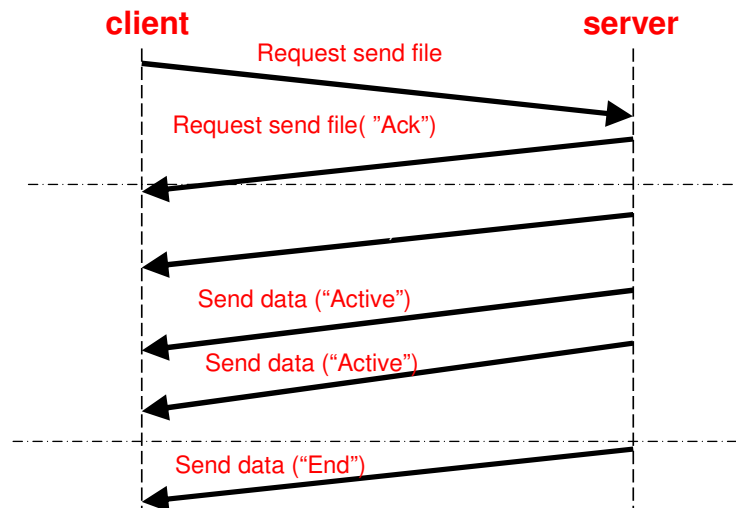 client
server
Request send file
Request send file( ”Ack”)
Send data (“Active”)
Send data (“Active”)
Send data (“End”)